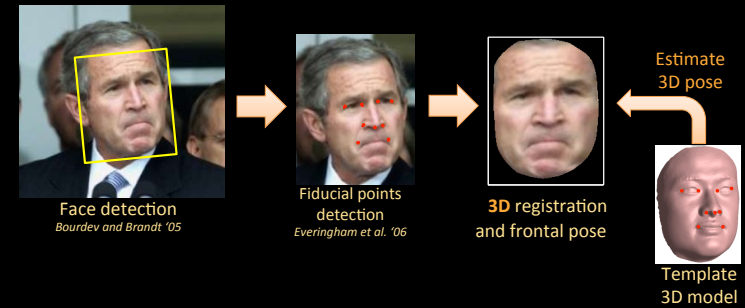 Face detection
Bourdev and Brandt '05
Fiducial points
detection
Everingham et al. '06
3D registration
and frontal pose
Estimate
3D pose
Template
3D model